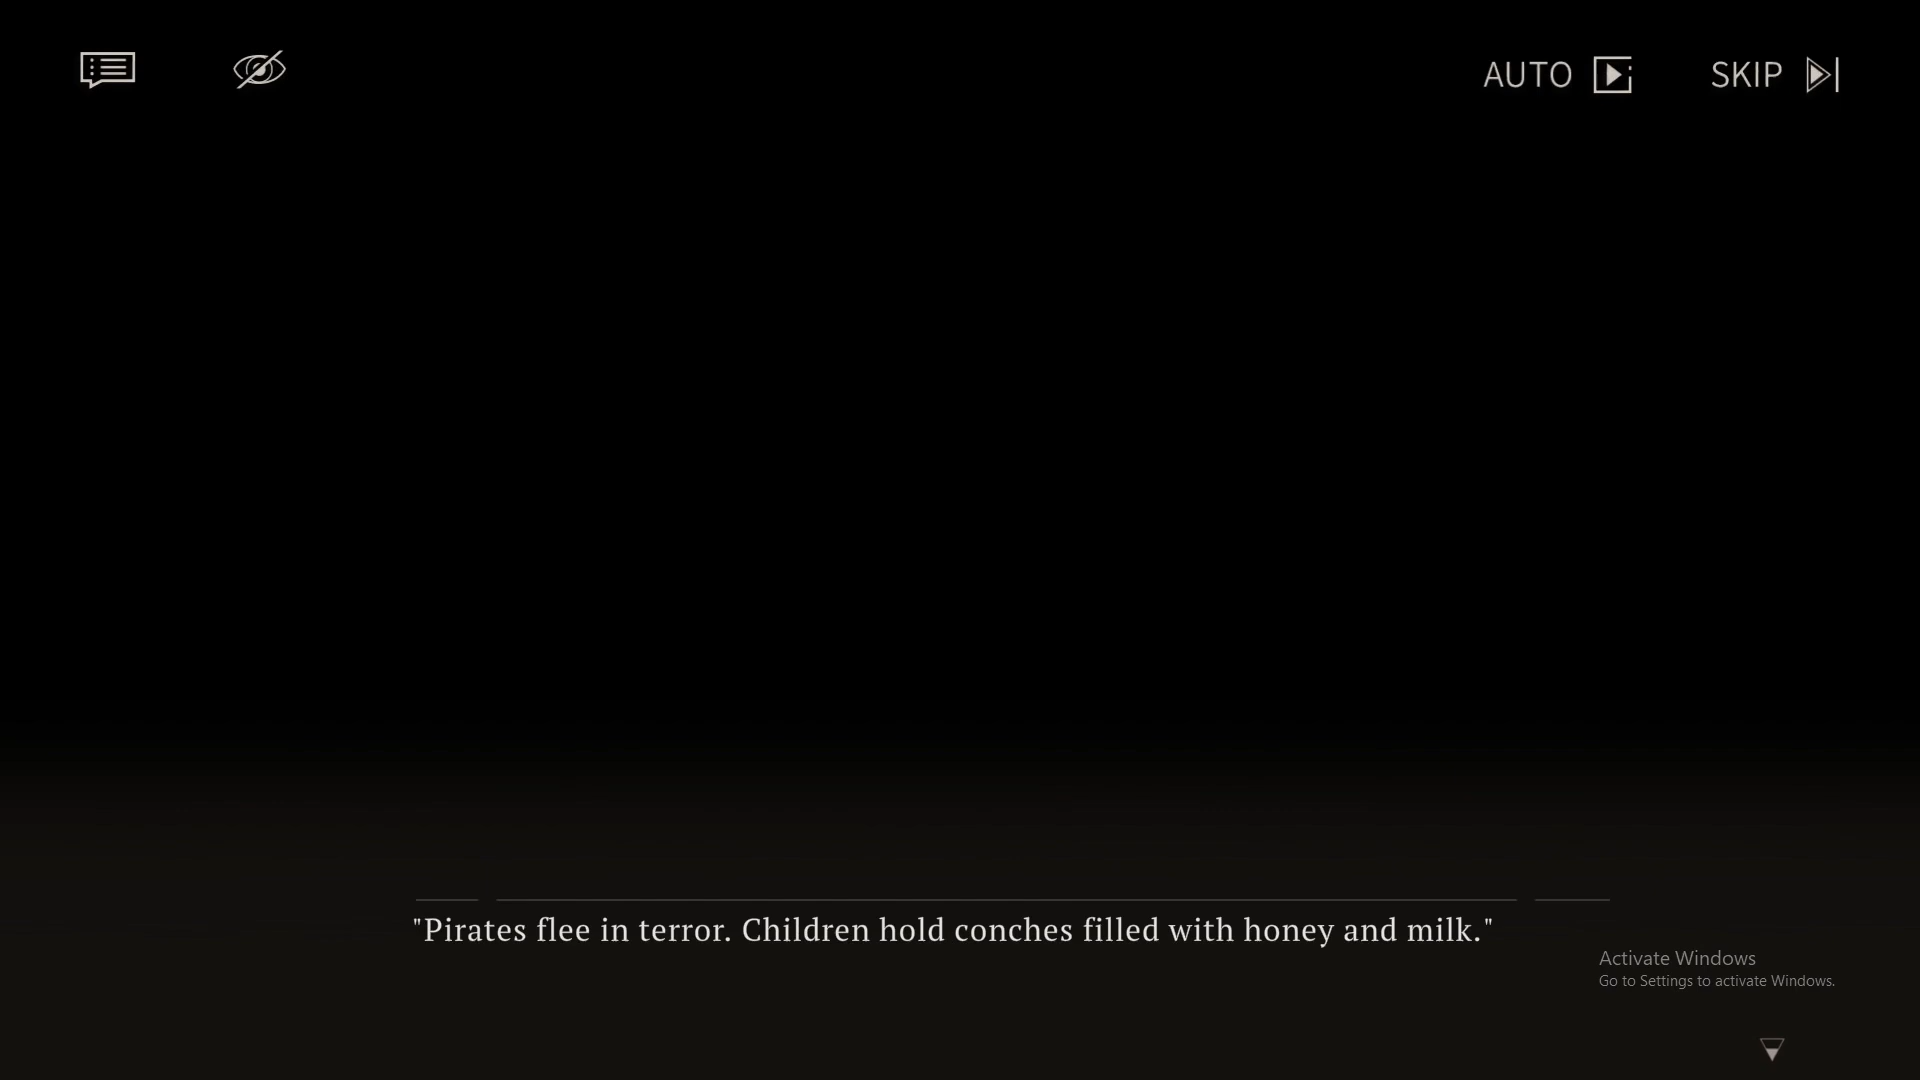 AUTO
SKIP
"Pirates flee in terror. Children hold conches filled with honey and milk."
Activate Windows
Go to Settings to activate Windows.